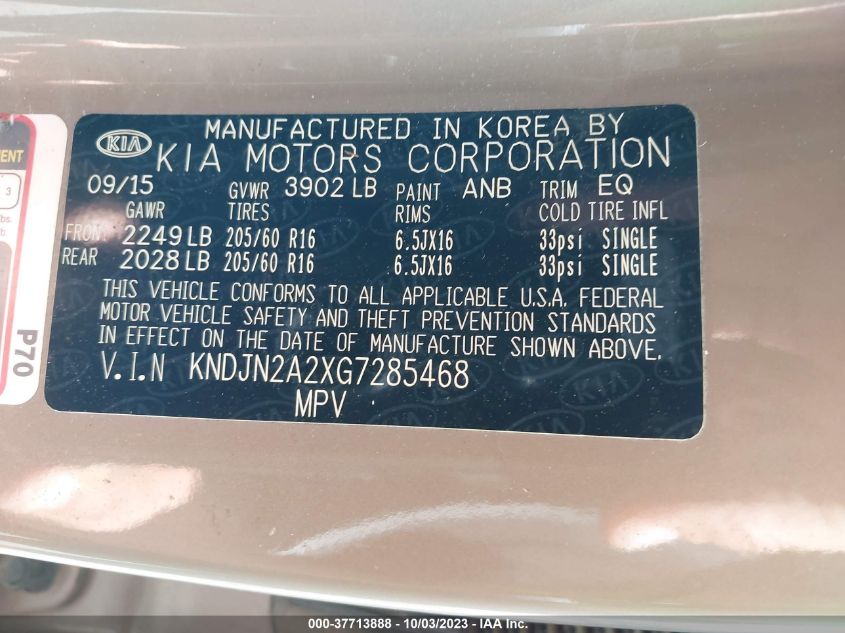 MANUFACTURED IN KOREA BY
KIA KIA MOTORS CORPORATION
09/15 GVWR 3902 LB PAINT ANB TRIM EQ
GAWR TIRES RIMS COLD TIRE INFL
FRONT 2249 LB 205/60 R16 6.5JX16 33psi SINGLE
REAR 2028 LB 205/60 R16 6.5JX16 33psi SINGLE
THIS VEHICLE CONFORMS TO ALL APPLICABLE U.S.A. FEDERAL
MOTOR VEHICLE SAFETY AND THEFT PREVENTION STANDARDS
IN EFFECT ON THE DATE OF MANUFACTURE SHOWN ABOVE.
V.I.N KNDJN2A2XG7285468
MPV
3
P70
000-37713888 - 10/03/2023 - IAA Inc.